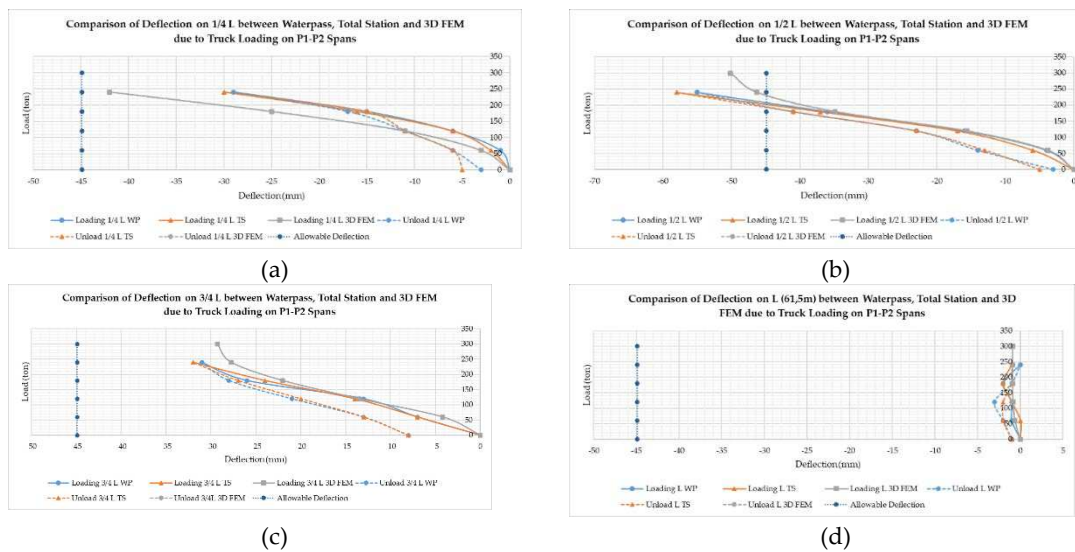 Comparison of Deflection on 1/4 L between Waterpass, Total Station and 3D FEM
due to Truck Loading on P1-P2 Spans
350
300
250
200
150
100
50
0
Load (ton)
-50 -45 -40 -35 -30 -25 -20 -15 -10 -5 0
Deflection (mm)
Loading 1/4 L WP Loading 1/4 L TS Loading 1/4 L 3D FEM Unload 1/4 L WP
Unload 1/4 L TS Unload 1/4 L 3D FEM Allowable Deflection
(a)
Comparison of Deflection on 1/2 L between Waterpass, Total Station and 3D FEM
due to Truck Loading on P1-P2 Spans
350
300
250
200
150
100
50
0
Load (ton)
-70 -60 -50 -40 -30 -20 -10 0
Deflection (mm)
Loading 1/2 L WP Loading 1/2 L TS Loading 1/2 L 3D FEM Unload 1/2 L WP
Unload 1/2 L TS Unload 1/2 L 3D FEM Allowable Deflection
(b)
Comparison of Deflection on 3/4 L between Waterpass, Total Station and 3D FEM
due to Truck Loading on P1-P2 Spans
350
300
250
200
150
100
50
0
Load (ton)
50 45 40 35 30 25 20 15 10 5 0
Deflection (mm)
Loading 3/4 L WP Loading 3/4 L TS Loading 3/4 L 3D FEM Unload 3/4 L WP
Unload 3/4 L TS Unload 3/4L 3D FEM Allowable Deflection
(c)
Comparison of Deflection on L (61,5m) between Waterpass, Total Station and 3D
FEM due to Truck Loading on P1-P2 Spans
350
300
250
200
150
100
50
0
Load (ton)
-50 -45 -40 -35 -30 -25 -20 -15 -10 -5 0 5
Deflection (mm)
Loading L WP Loading L TS Loading L 3D FEM Unload L WP
Unload L TS Unload L 3D FEM Allowable Deflection
(d)